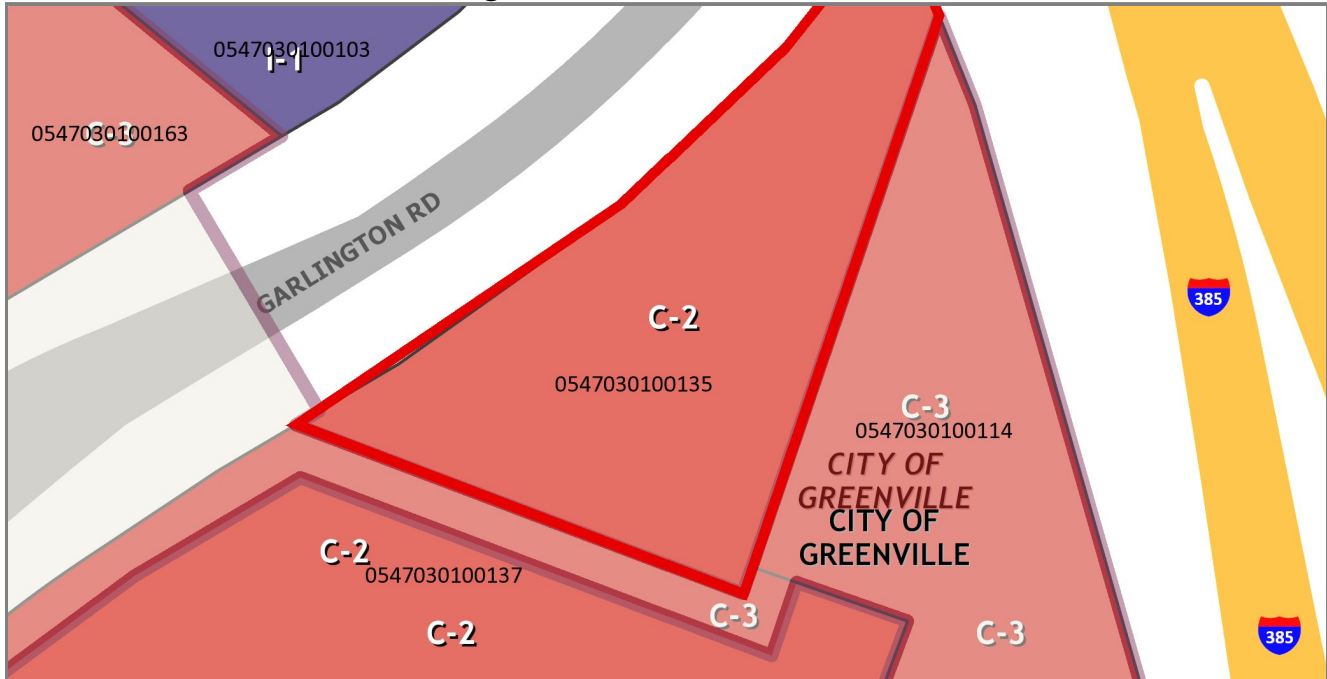 0547030100103
I-1
C-3
0547030100163
GARLINGTON RD
C-2
0547030100135
385
C-3
0547030100114
CITY OF
GREENVILLE
CITY OF
GREENVILLE
C-2
0547030100137
C-2
C-3
C-3
385